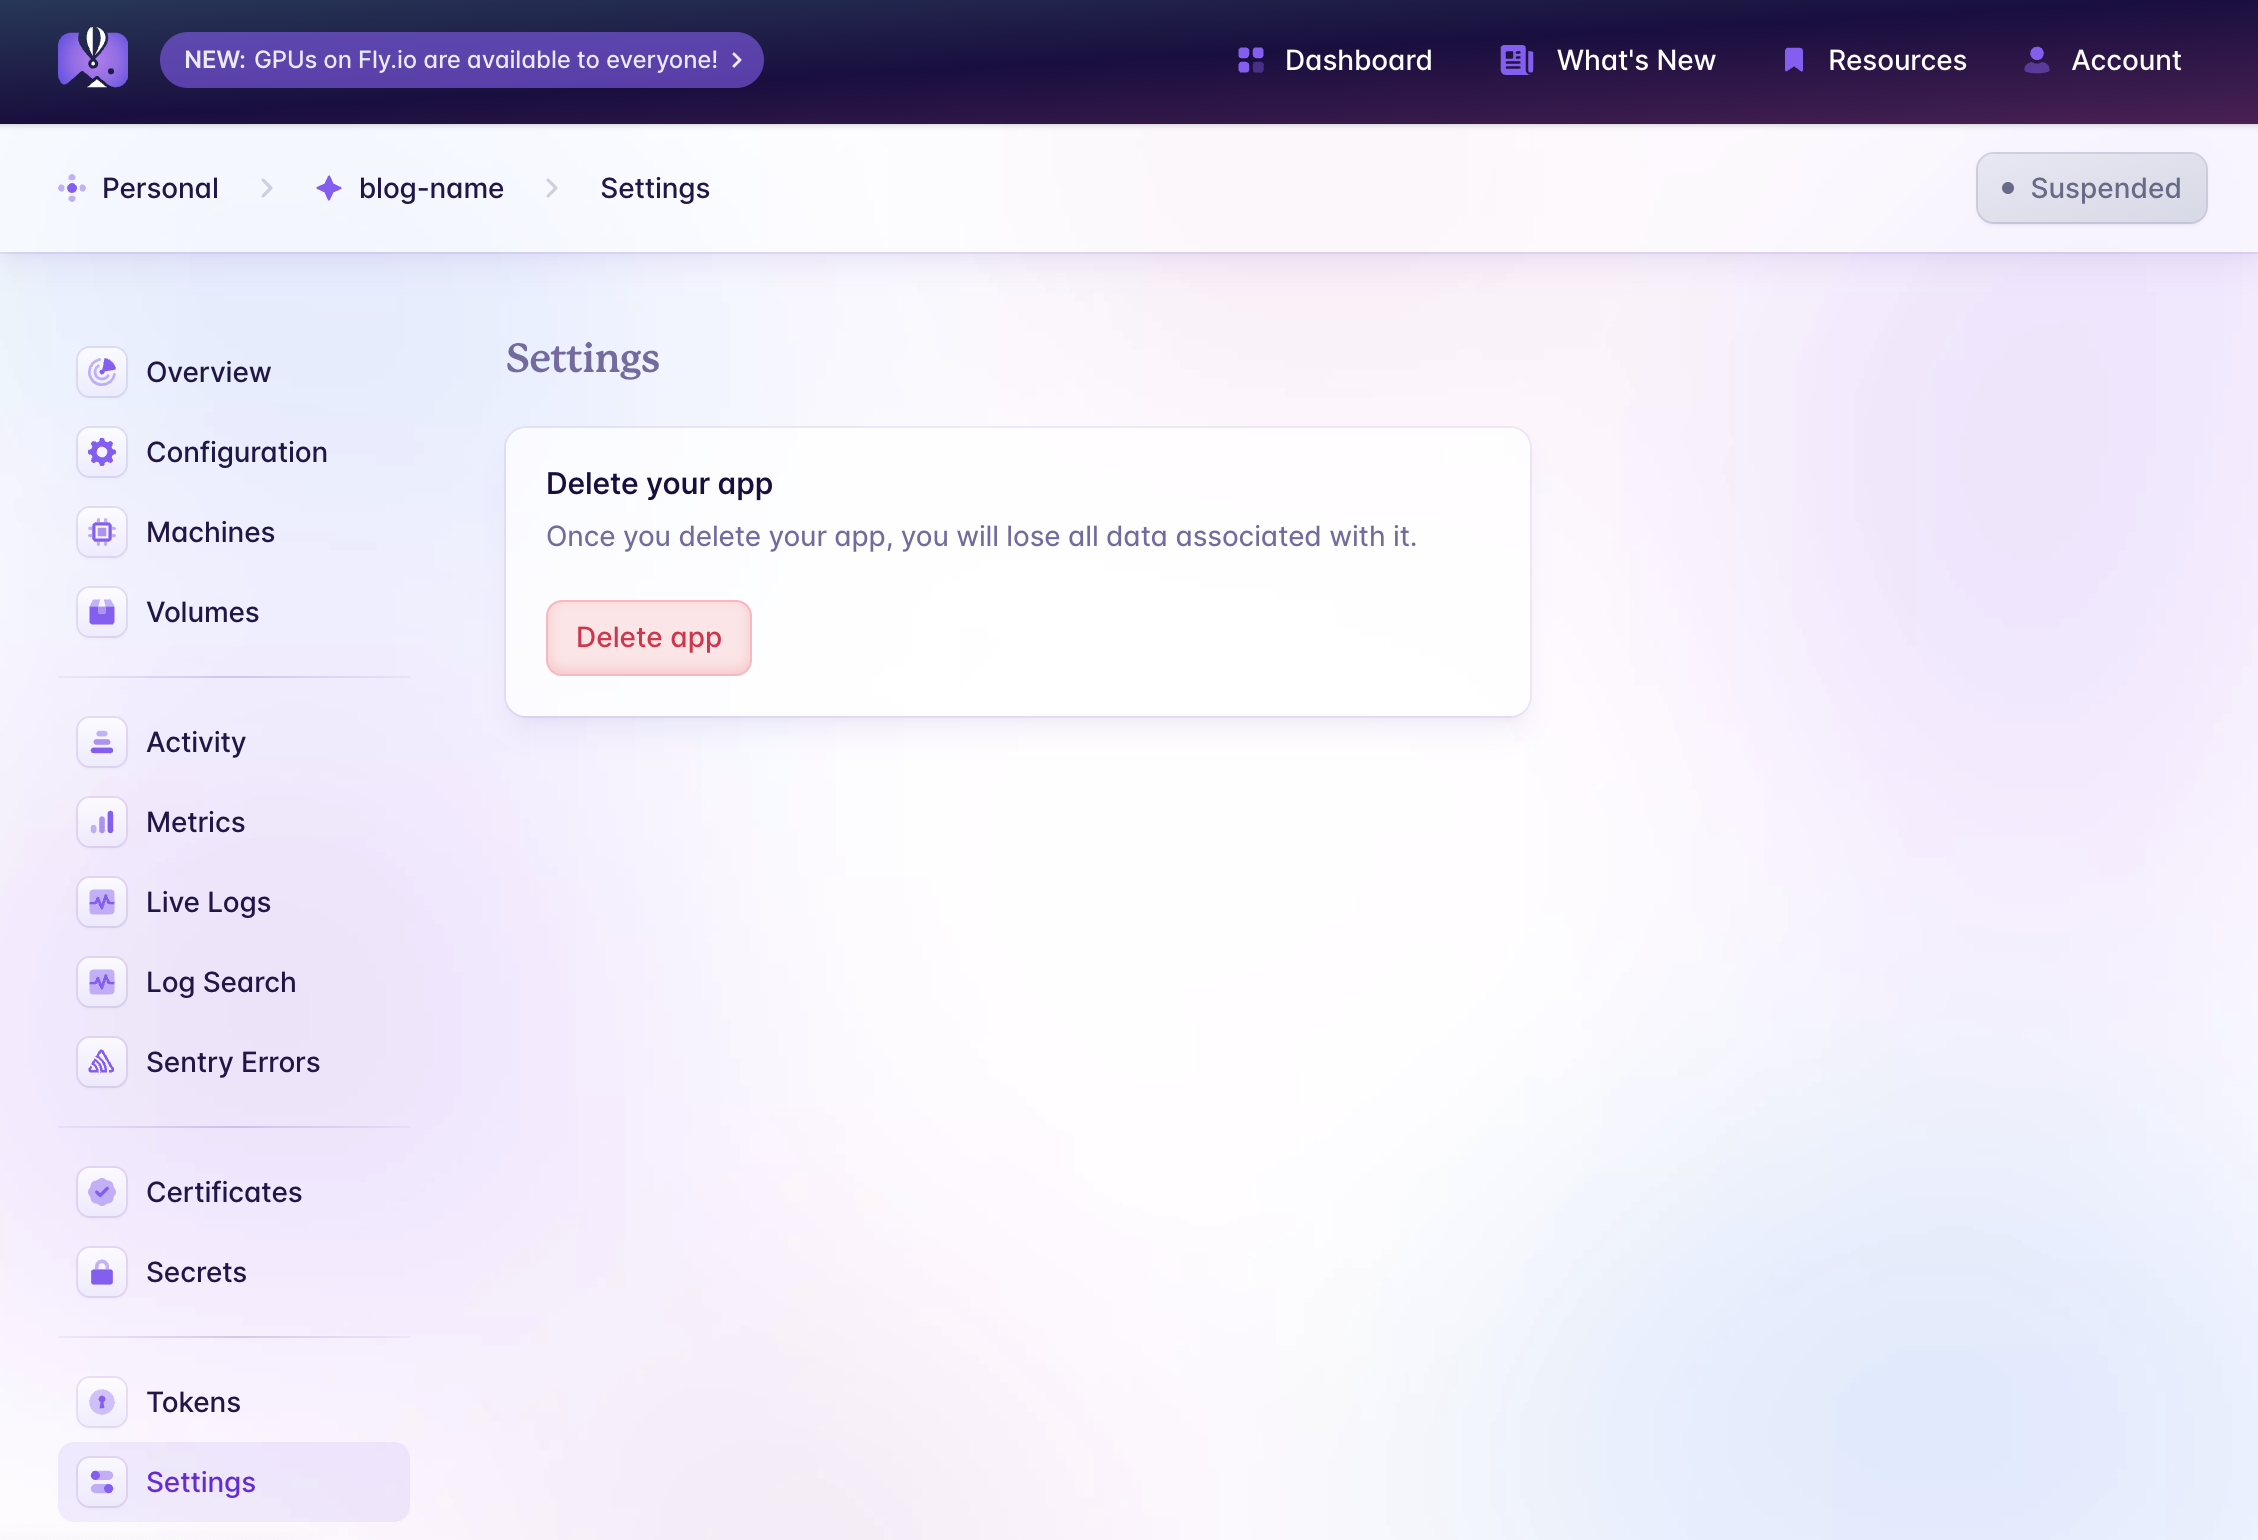 NEW: GPUs on Fly.io are available to everyone!
Dashboard
What's New
Resources
Account
Personal
blog-name
Settings
Suspended
Overview
Configuration
Machines
Volumes
Activity
Metrics
Live Logs
Log Search
Sentry Errors
Certificates
Secrets
Tokens
Settings
Settings
Delete your app
Once you delete your app, you will lose all data associated with it.
Delete app